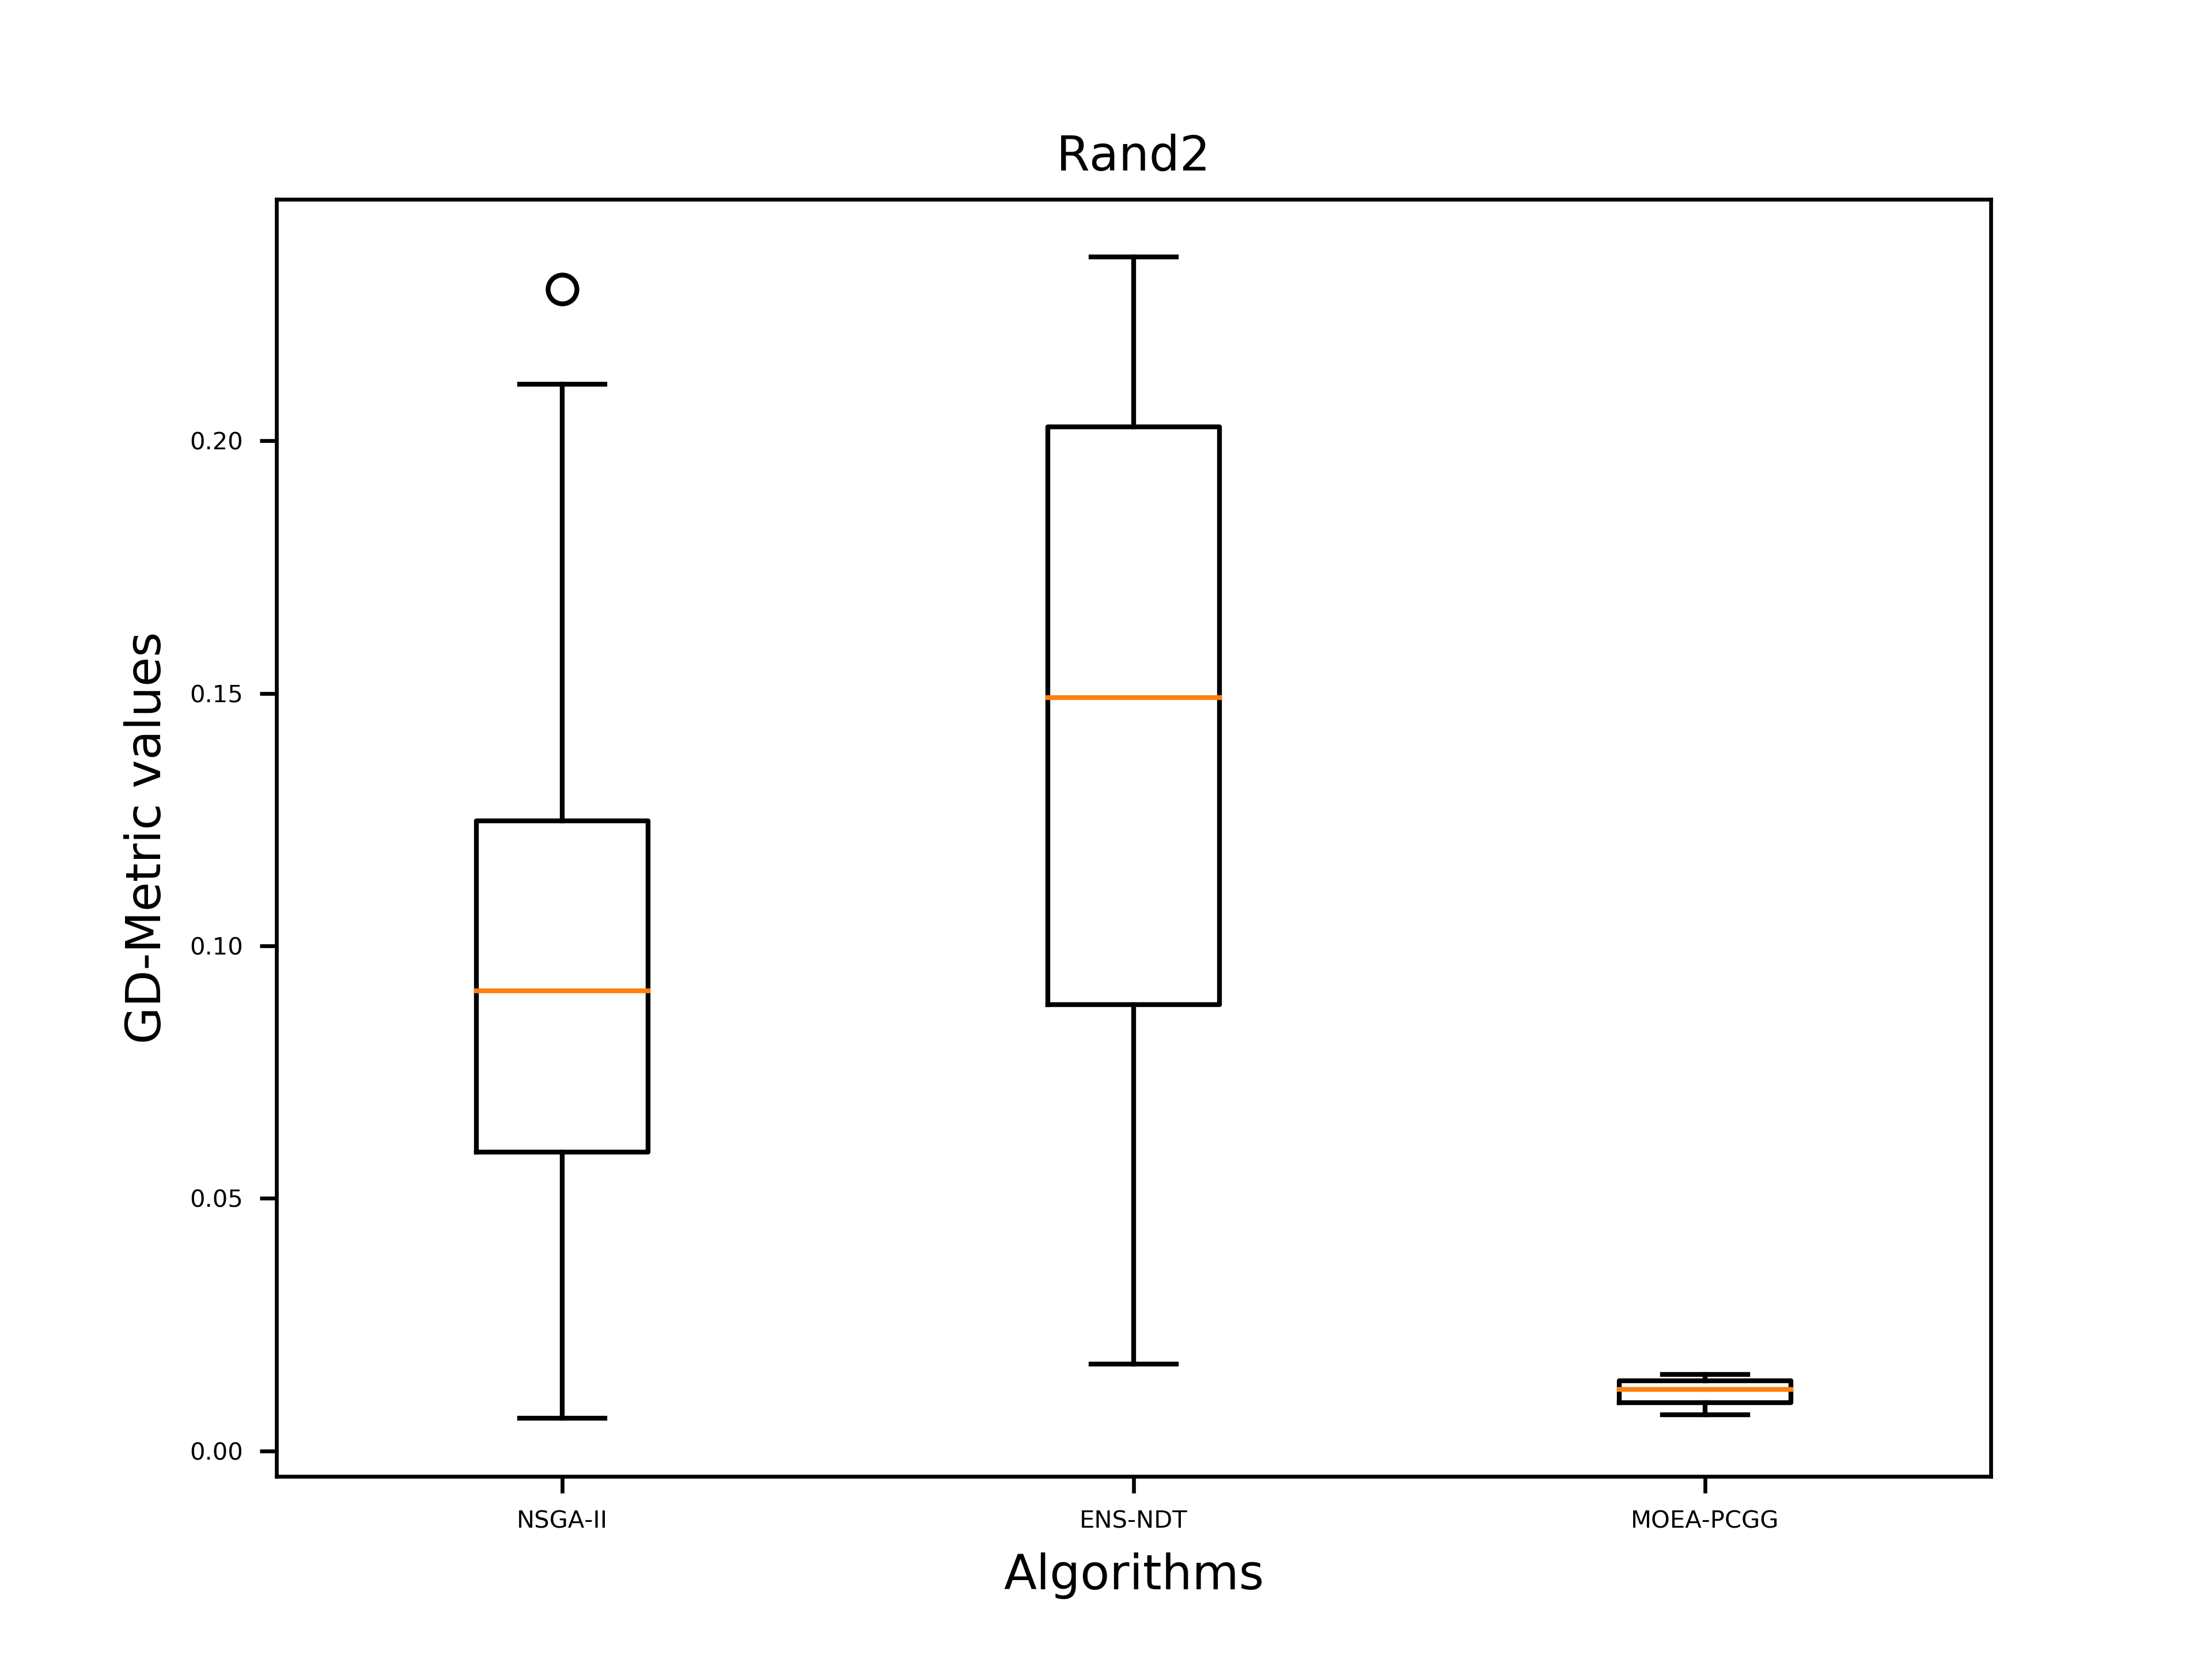 Rand2
GD-Metric values
0.20
0.15
0.10
0.05
0.00
NSGA-II
ENS-NDT
MOEA-PCGG
Algorithms